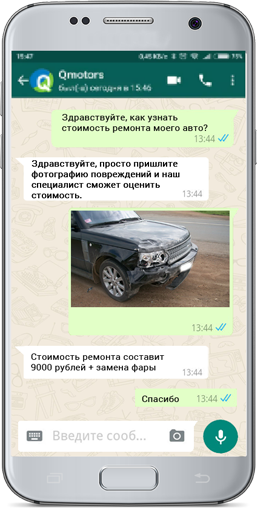 15:47
0,45 КБ/с
71%
Qmotors
Был(-а) сегодня в 15:46
Здравствуйте, как узнать
стоимость ремонта моего авто?
13:44
Здравствуйте, просто пришлите
фотографию повреждений и наш
специалист сможет оценить
стоимость.
13:44
13:44
Стоимость ремонта составит
9000 рублей + замена фары
13:44
Спасибо
13:44
Введите сооб...